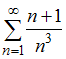 ∞
∑ (n+1)/n³
n=1